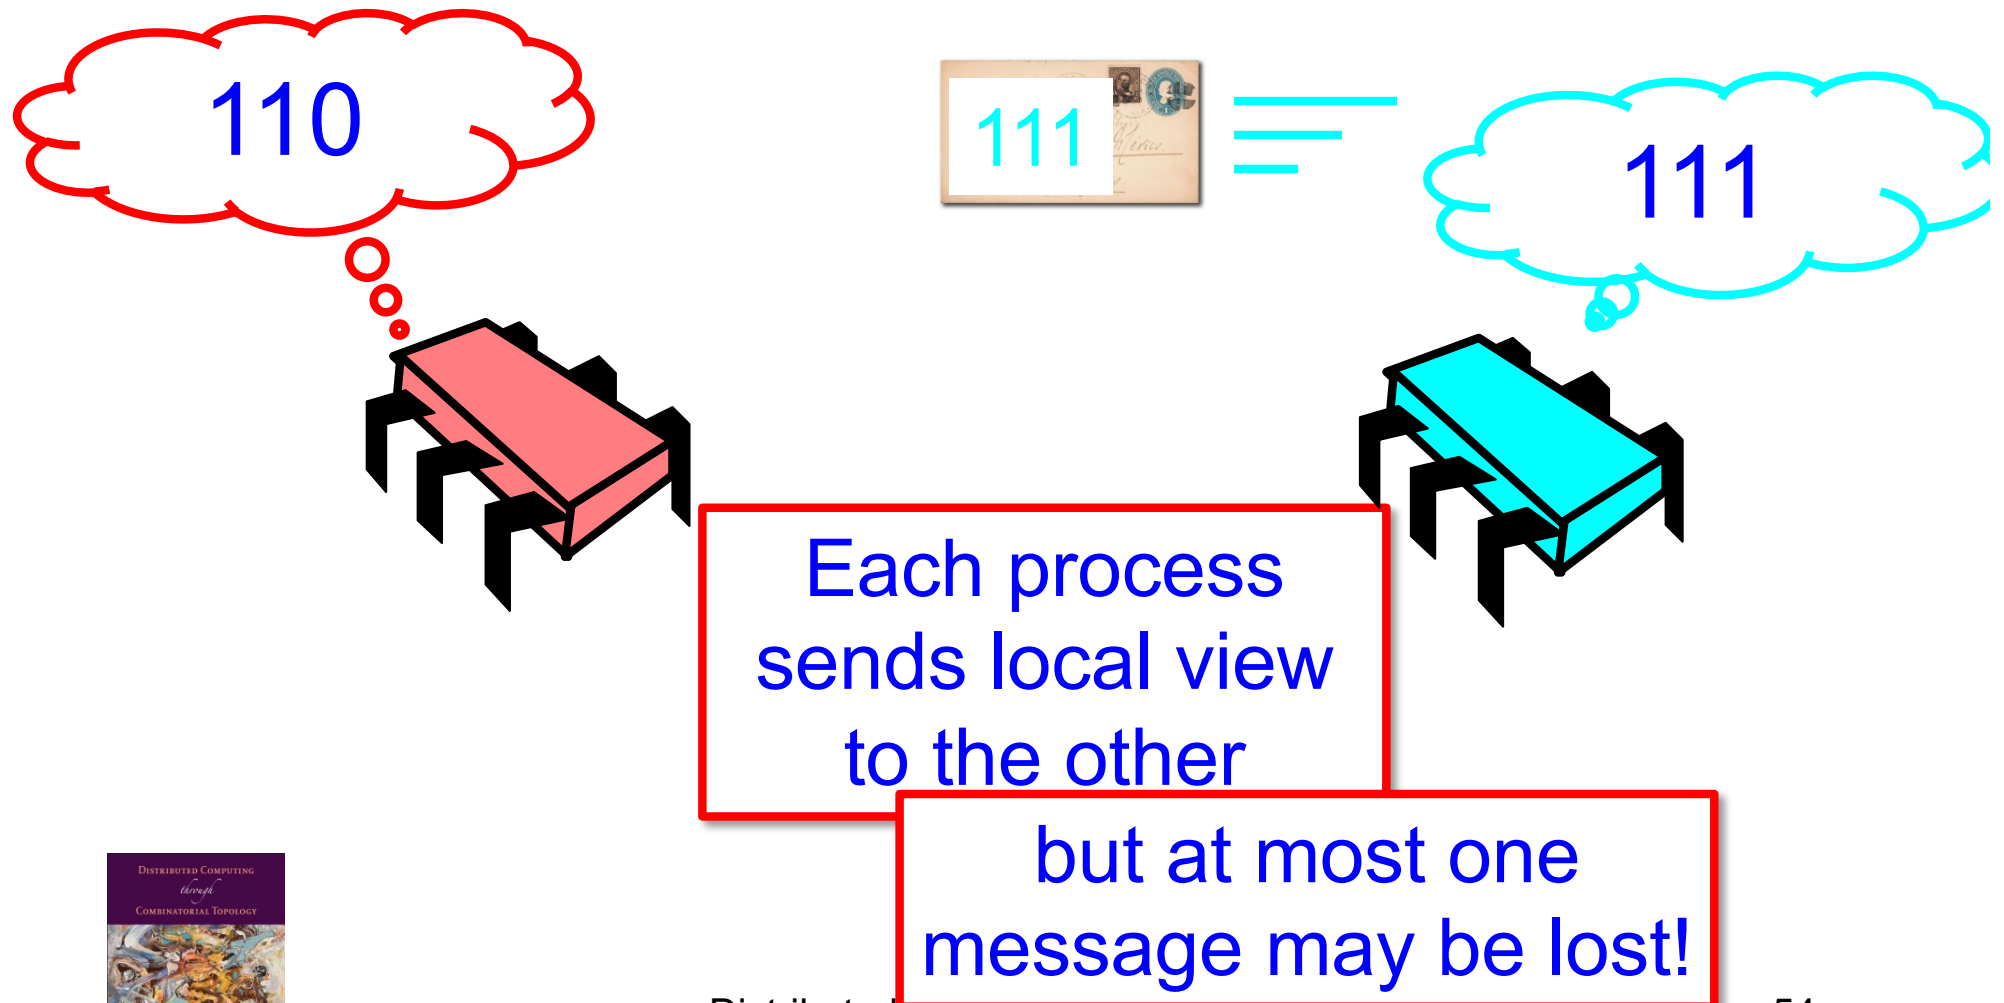 110
111
111
Each process
sends local view
to the other
but at most one
message may be lost!
DISTRIBUTED COMPUTING
through
COMBINATORIAL TOPOLOGY